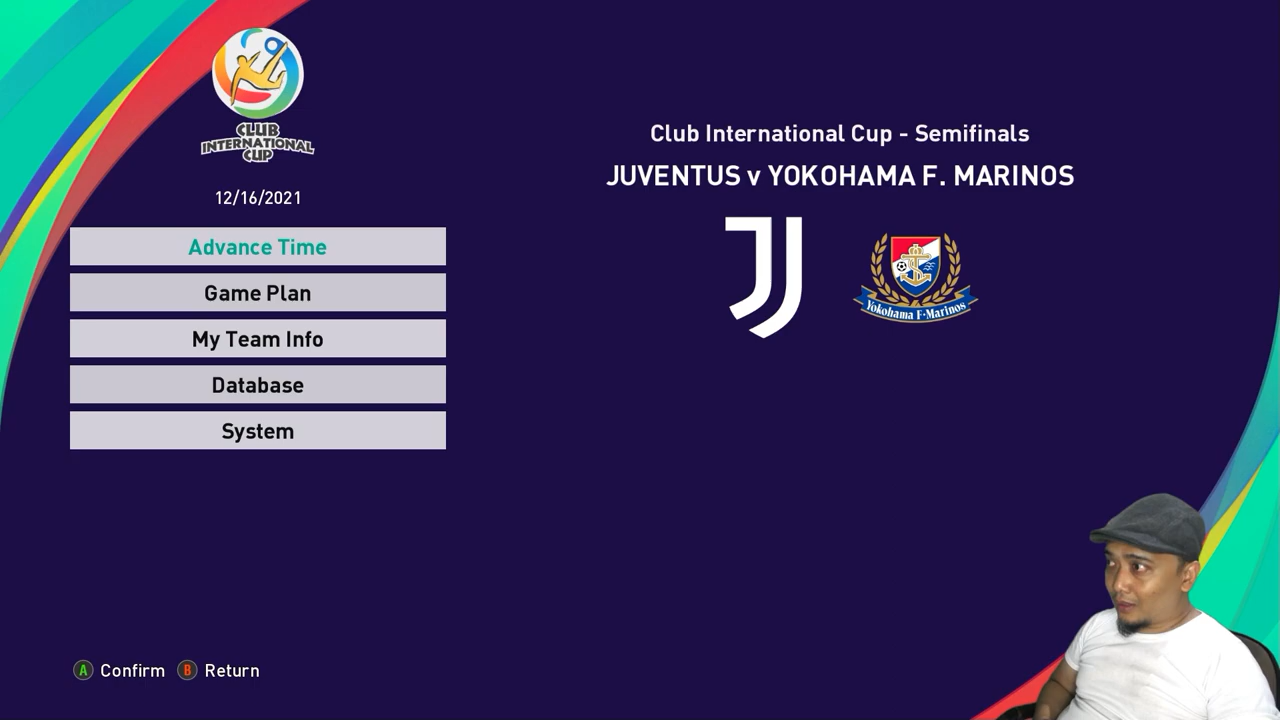 CLUB
INTERNATIONAL
CUP
12/16/2021
Advance Time
Game Plan
My Team Info
Database
System
Club International Cup - Semifinals
JUVENTUS v YOKOHAMA F. MARINOS
Yokohama F·Marinos
A Confirm B Return